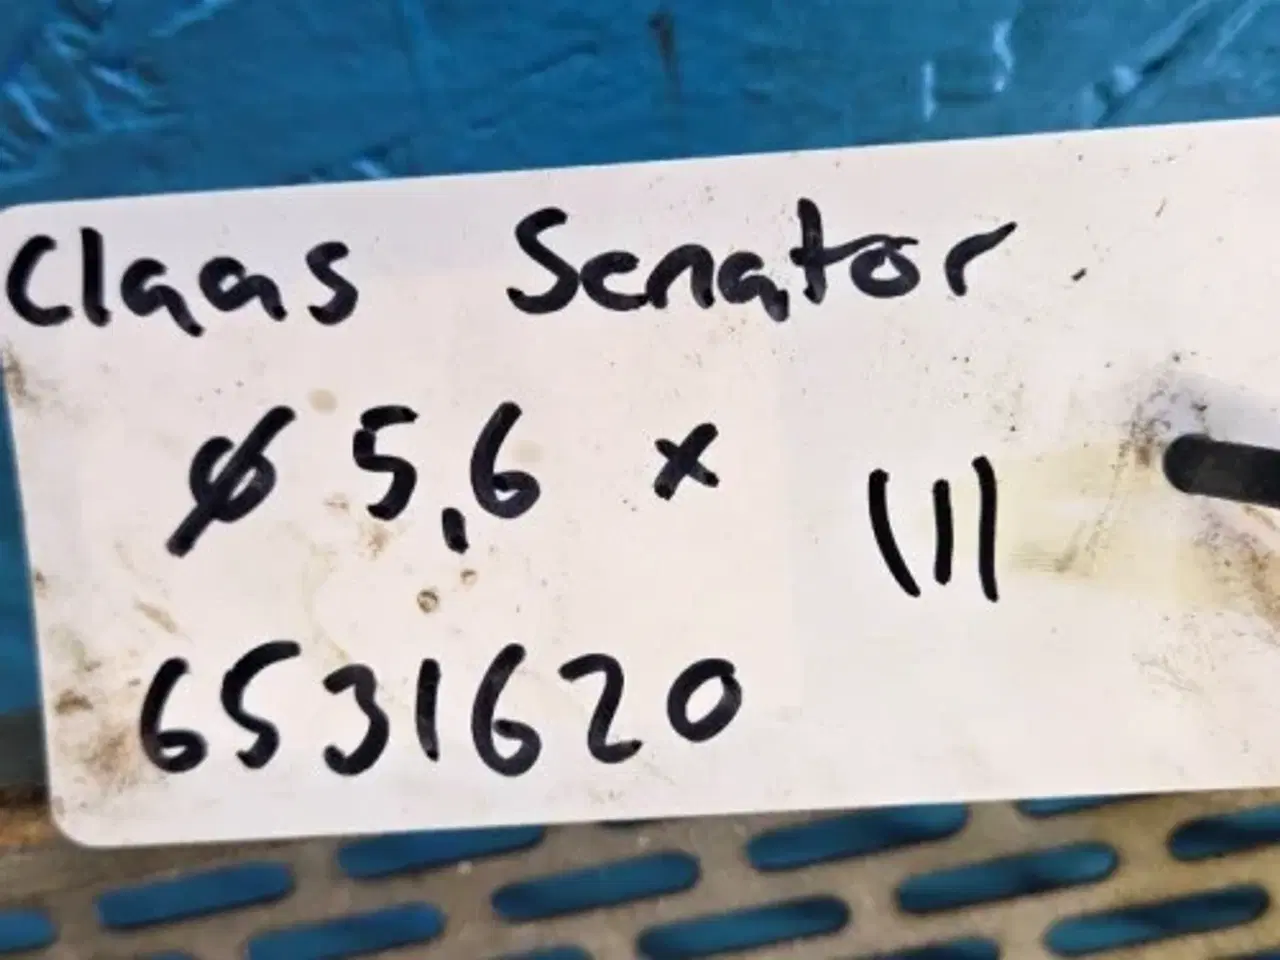 Claas Senator
ø 5,6 x 111
6531620